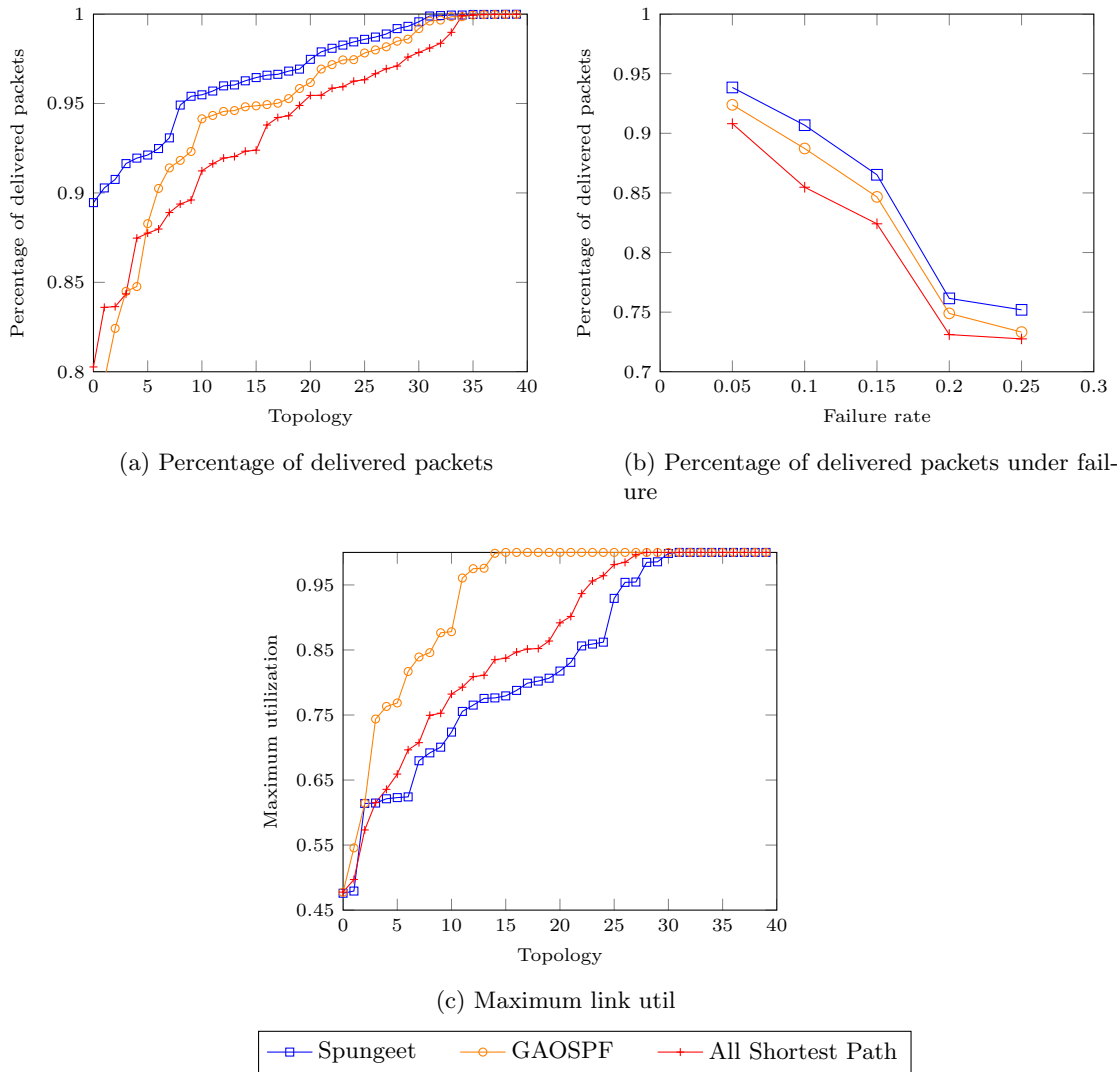 1
0.95
0.9
0.85
0.8
0 5 10 15 20 25 30 35 40
Topology
Percentage of delivered packets
(a) Percentage of delivered packets
1
0.95
0.9
0.85
0.8
0.75
0.7
0 0.05 0.1 0.15 0.2 0.25 0.3
Failure rate
Percentage of delivered packets
(b) Percentage of delivered packets under fail-
ure
0.95
0.85
0.75
0.65
0.55
0.45
0 5 10 15 20 25 30 35 40
Topology
Maximum utilization
(c) Maximum link util
Spungeet GAOSPF All Shortest Path